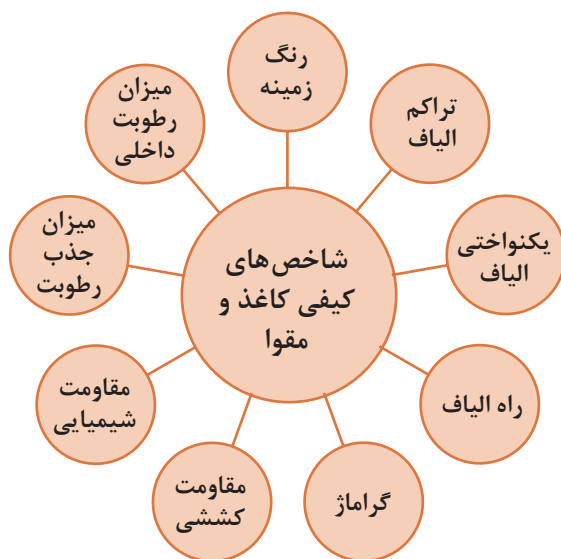 شاخص‌های
کیفی کاغذ و
مقوا
رنگ
زمینه
تراکم
الیاف
یکنواختی
الیاف
راه الیاف
گراماژ
مقاومت
کششی
مقاومت
شیمیایی
میزان
جذب
رطوبت
میزان
رطوبت
داخلی